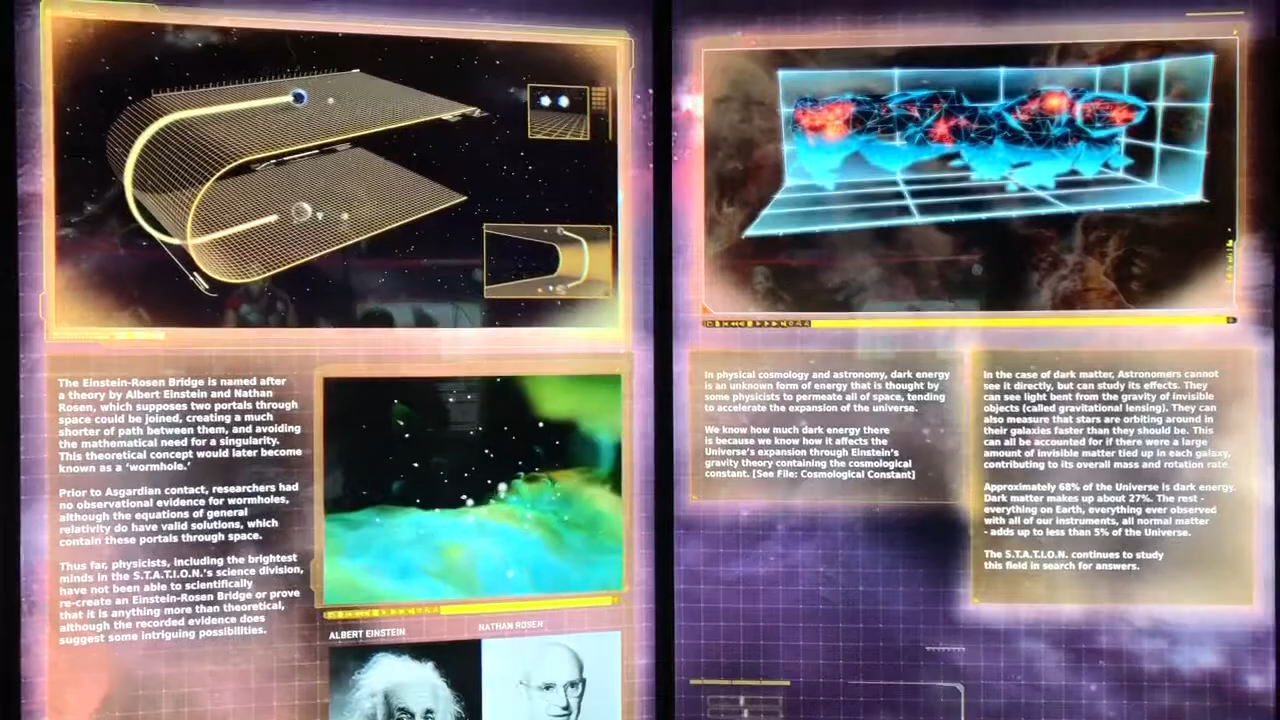 The Einstein-Rosen Bridge is named after
a theory by Albert Einstein and Nathan
Rosen, which supposes two portals through
space could be joined, creating a much
shorter of path between them, and avoiding
the mathematical need for a singularity.
This theoretical concept would later become
known as a ‘wormhole.’
Prior to Asgardian contact, researchers had
no observational evidence for wormholes,
although the equations of general
relativity do have valid solutions, which
contain these portals through space.
Thus far, physicists, including the brightest
minds in the S.T.A.T.I.O.N.'s science division,
have not been able to scientifically
re-create an Einstein-Rosen Bridge or prove
that it is anything more than theoretical,
although the recorded evidence does
suggest some intriguing possibilities.
ALBERT EINSTEIN
NATHAN ROSEN
In physical cosmology and astronomy, dark energy
is an unknown form of energy that is thought by
some physicists to permeate all of space, tending
to accelerate the expansion of the universe.
We know how much dark energy there
is because we know how it affects the
Universe's expansion through Einstein's
gravity theory containing the cosmological
constant. [See File: Cosmological Constant]
In the case of dark matter, Astronomers cannot
see it directly, but can study its effects. They
can see light bent from the gravity of invisible
objects (called gravitational lensing). They can
also measure that stars are orbiting around in
their galaxies faster than they should be. This
can all be accounted for if there were a large
amount of invisible matter tied up in each galaxy,
contributing to its overall mass and rotation rate.
Approximately 68% of the Universe is dark energy.
Dark matter makes up about 27%. The rest -
everything on Earth, everything ever observed
with all of our instruments, all normal matter
- adds up to less than 5% of the Universe.
The S.T.A.T.I.O.N. continues to study
this field in search for answers.